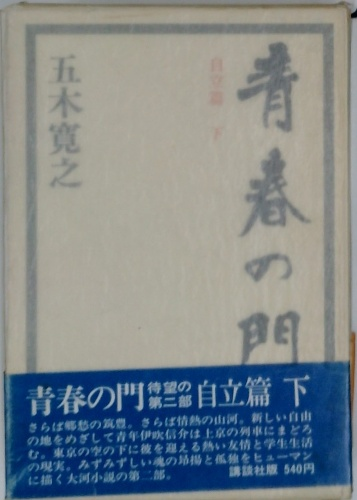 青春の門
自立篇 下
五木寛之
青春の門 待望の第二部 自立篇 下
さらば郷愁の筑豊。さらば情熱の山河。新しい自由
の地をめざして青年伊吹信介は上京の列車にまどろ
む。東京の空の下に彼を迎える熱い友情と学生生活
の現実。みずみずしい魂の昂揚と孤独をヒューマン
に描く大河小説の第二部。
講談社版 540円